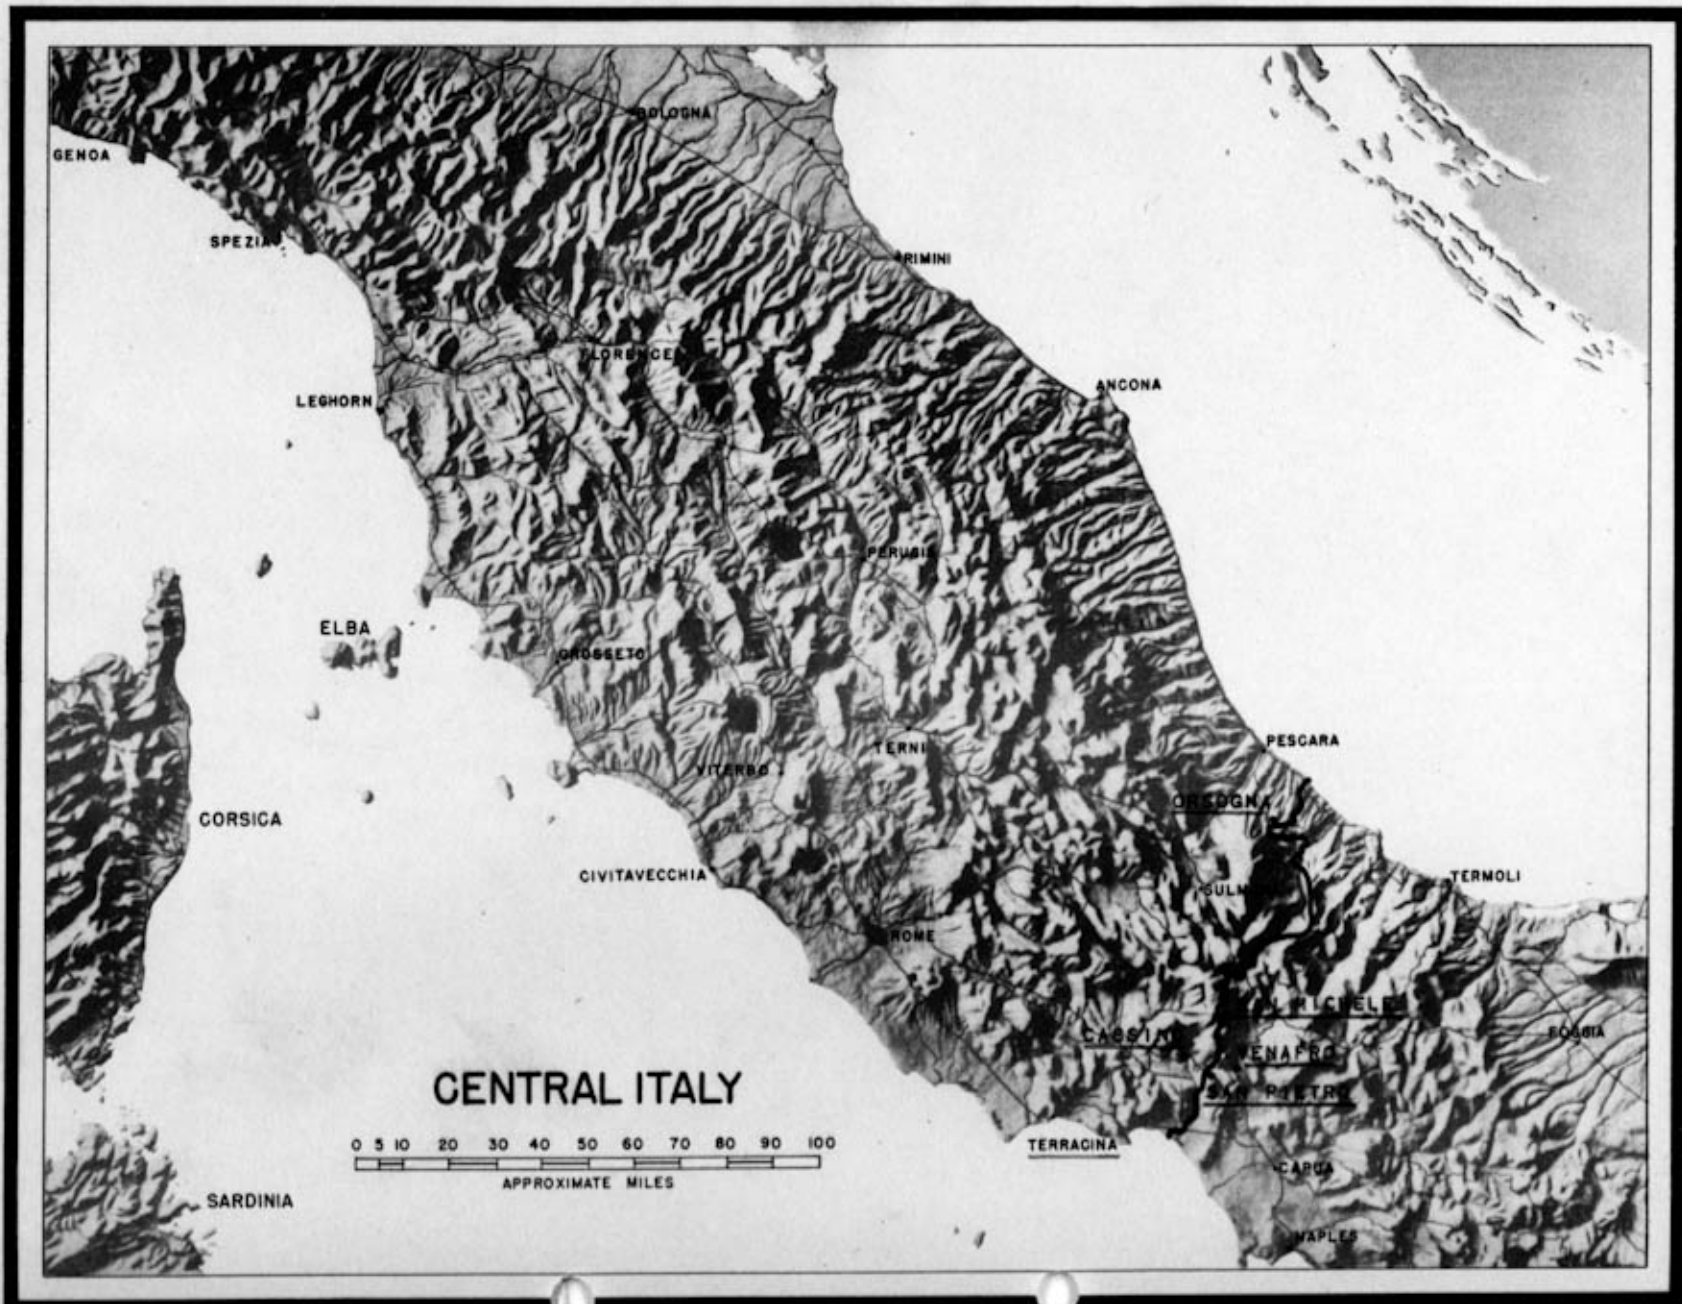 BOLOGNA
GENOA
SPEZIA
RIMINI
FLORENCE
ANCONA
LEGHORN
PERUGIA
ELBA
GROSSETO
PESCARA
TERNI
VITERBO
ORSOGNA
CORSICA
CIVITAVECCHIA
TERMOLI
ROME
MICHELE
FOGGIA
VENAFRO
CENTRAL ITALY
SAN PIETRO
0 5 10 20 30 40 50 60 70 80 90 100
TERRACINA
APPROXIMATE MILES
CAPUA
SARDINIA
NAPLES